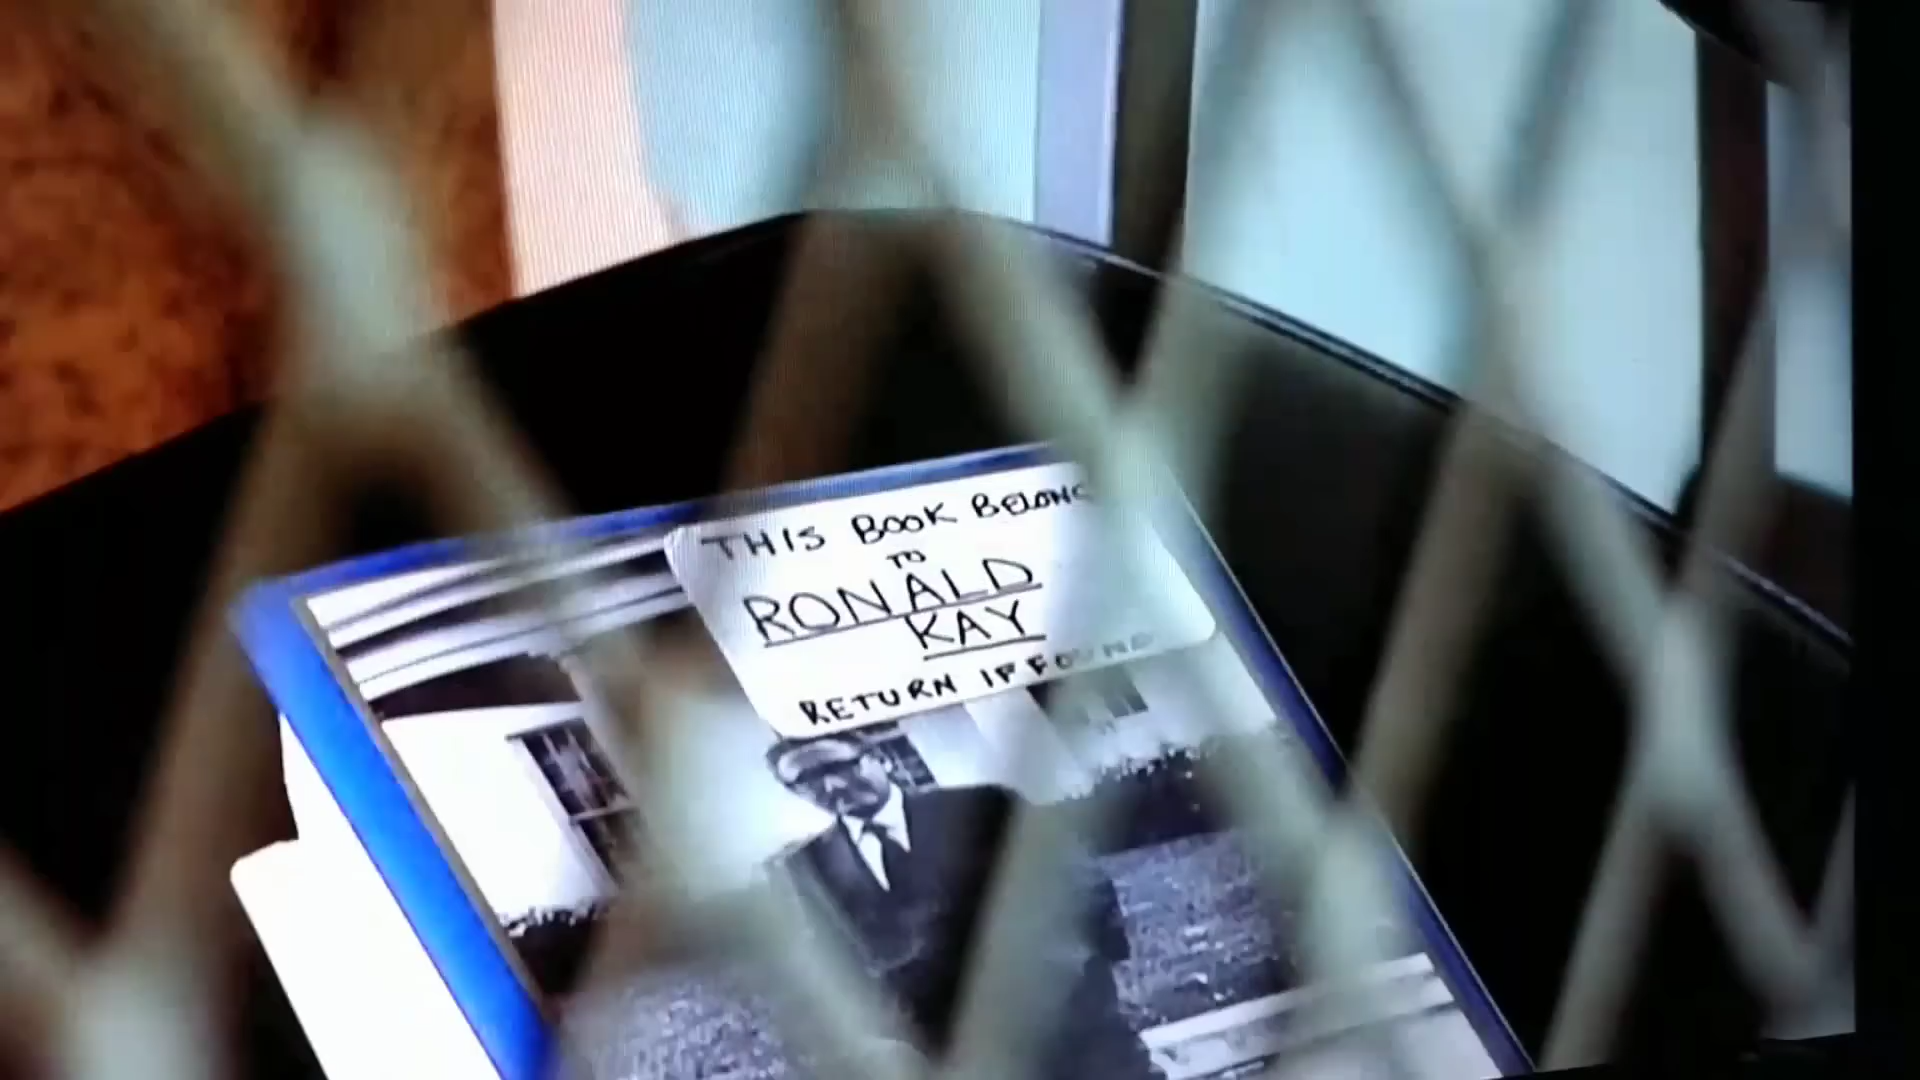 THIS BOOK BELONG
TO
RONALD
KAY
RETURN IF FOUND